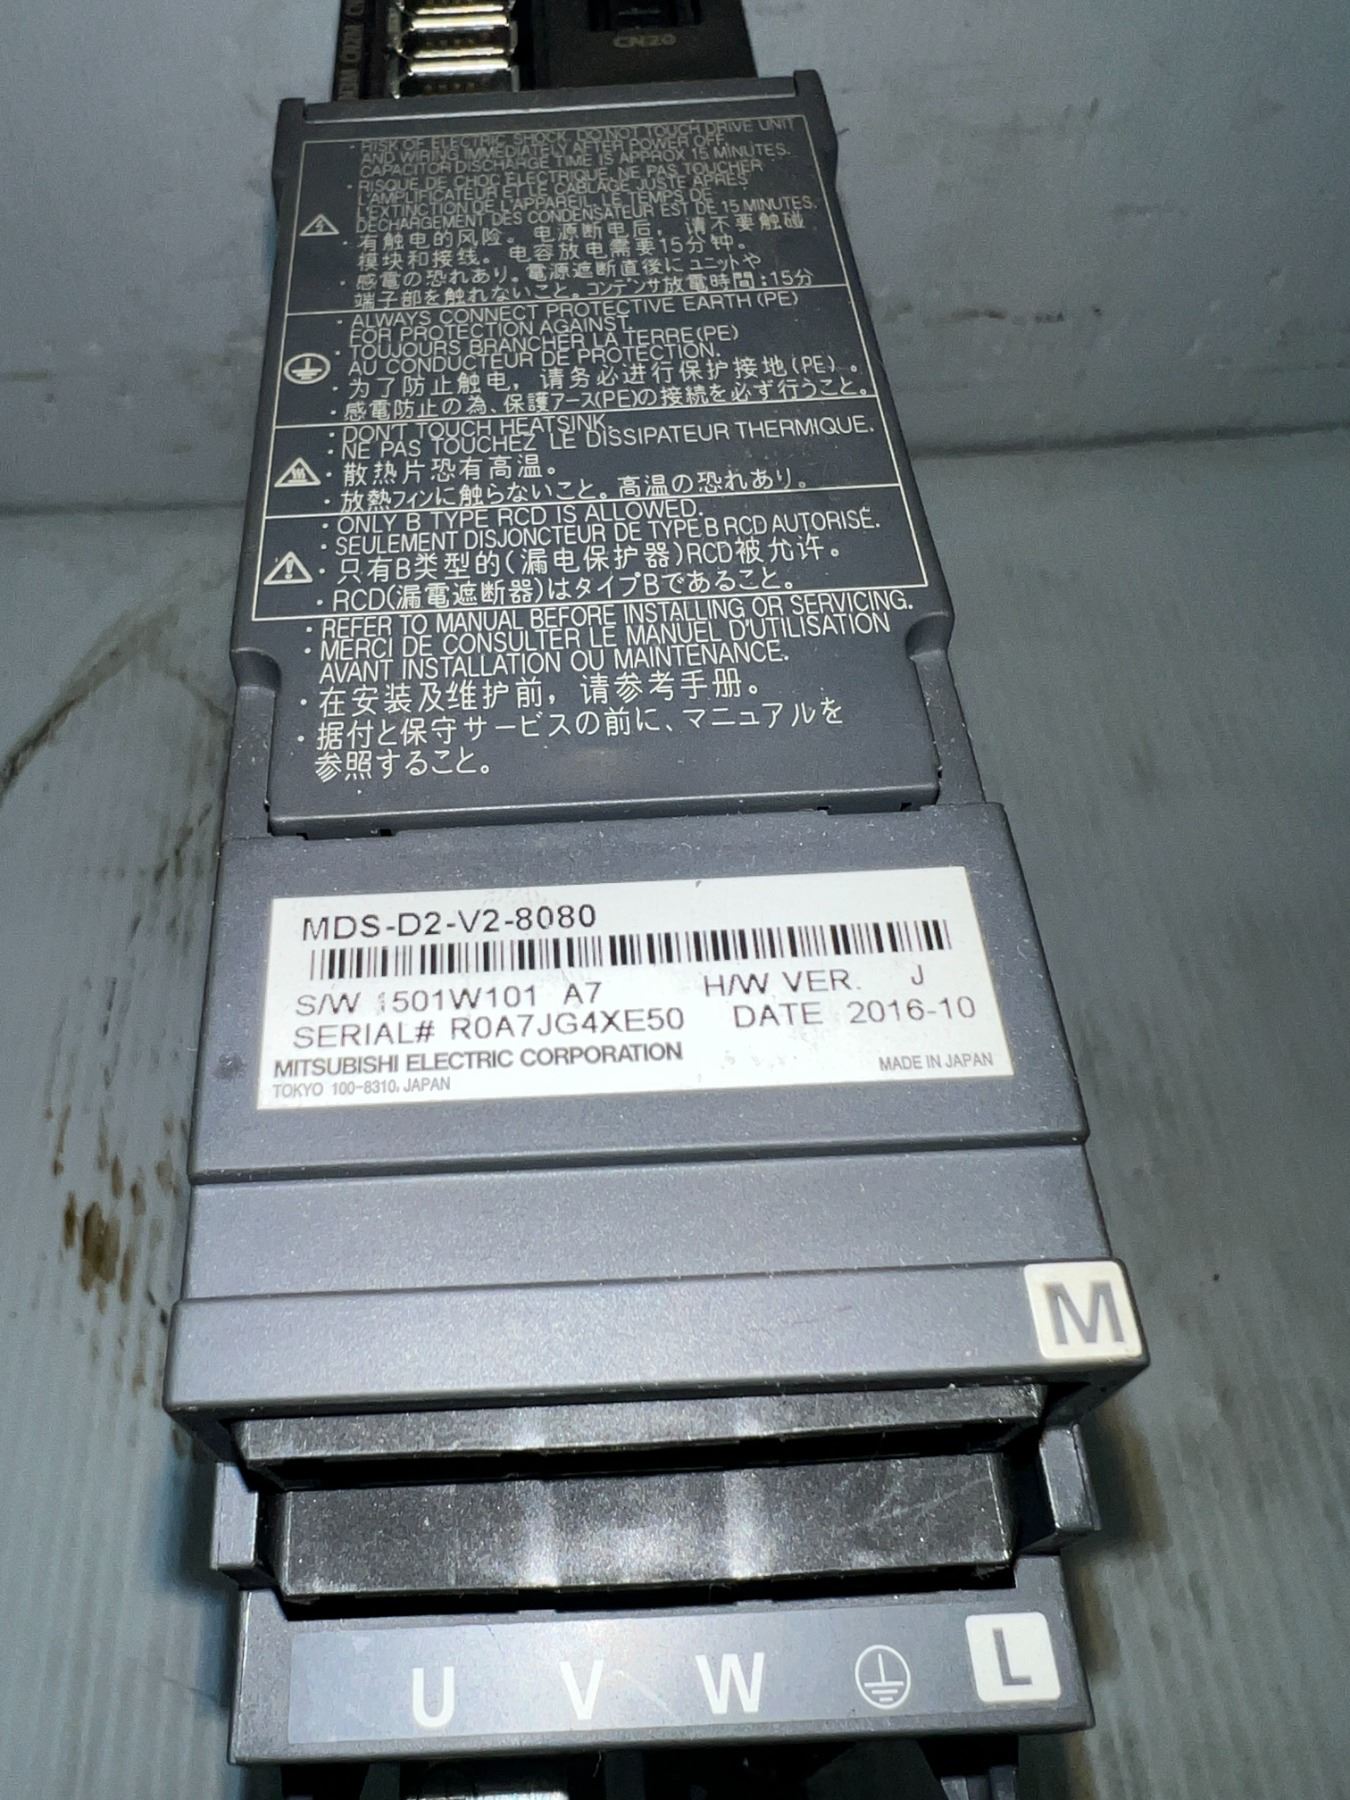 CN20
・RISK OF ELECTRIC SHOCK. DO NOT TOUCH DRIVE UNIT
AND WIRING IMMEDIATELY AFTER POWER OFF.
CAPACITOR DISCHARGE TIME IS APPROX 15 MINUTES.
・RISQUE DE CHOC ÉLECTRIQUE. NE PAS TOUCHER
L'AMPLIFICATEUR ET LE CABLAGE JUSTE APRÈS
L'EXTINCTION DE L'APPAREIL. LE TEMPS DE
DÉCHARGEMENT DES CONDENSATEUR EST DE 15 MINUTES.
・有触电的风险。电源断电后，请不要触碰
模块和接线。电容放电需要15分钟。
・感電の恐れあり。電源遮断直後にユニットや
端子部を触れないこと。コンデンサ放電時間:15分
・ALWAYS CONNECT PROTECTIVE EARTH (PE)
FOR PROTECTION AGAINST.
・TOUJOURS BRANCHER LA TERRE(PE)
AU CONDUCTEUR DE PROTECTION.
・为了防止触电，请务必进行保护接地(PE)。
・感電防止の為、保護アース(PE)の接続を必ず行うこと。
・DON'T TOUCH HEATSINK.
・NE PAS TOUCHEZ LE DISSIPATEUR THERMIQUE.
・散热片恐有高温。
・放熱フィンに触らないこと。高温の恐れあり。
・ONLY B TYPE RCD IS ALLOWED.
・SEULEMENT DISJONCTEUR DE TYPE B RCD AUTORISÉ.
・只有B类型的(漏电保护器)RCD被允许。
・RCD(漏電遮断器)はタイプBであること。
・REFER TO MANUAL BEFORE INSTALLING OR SERVICING.
・MERCI DE CONSULTER LE MANUEL D'UTILISATION
AVANT INSTALLATION OU MAINTENANCE.
・在安装及维护前，请参考手册。
・据付と保守サービスの前に、マニュアルを
参照すること。
MDS-D2-V2-8080
S/W 1501W101 A7 H/W VER. J
SERIAL# R0A7JG4XE50 DATE 2016-10
MITSUBISHI ELECTRIC CORPORATION
TOKYO 100-8310, JAPAN MADE IN JAPAN
M
U V W L